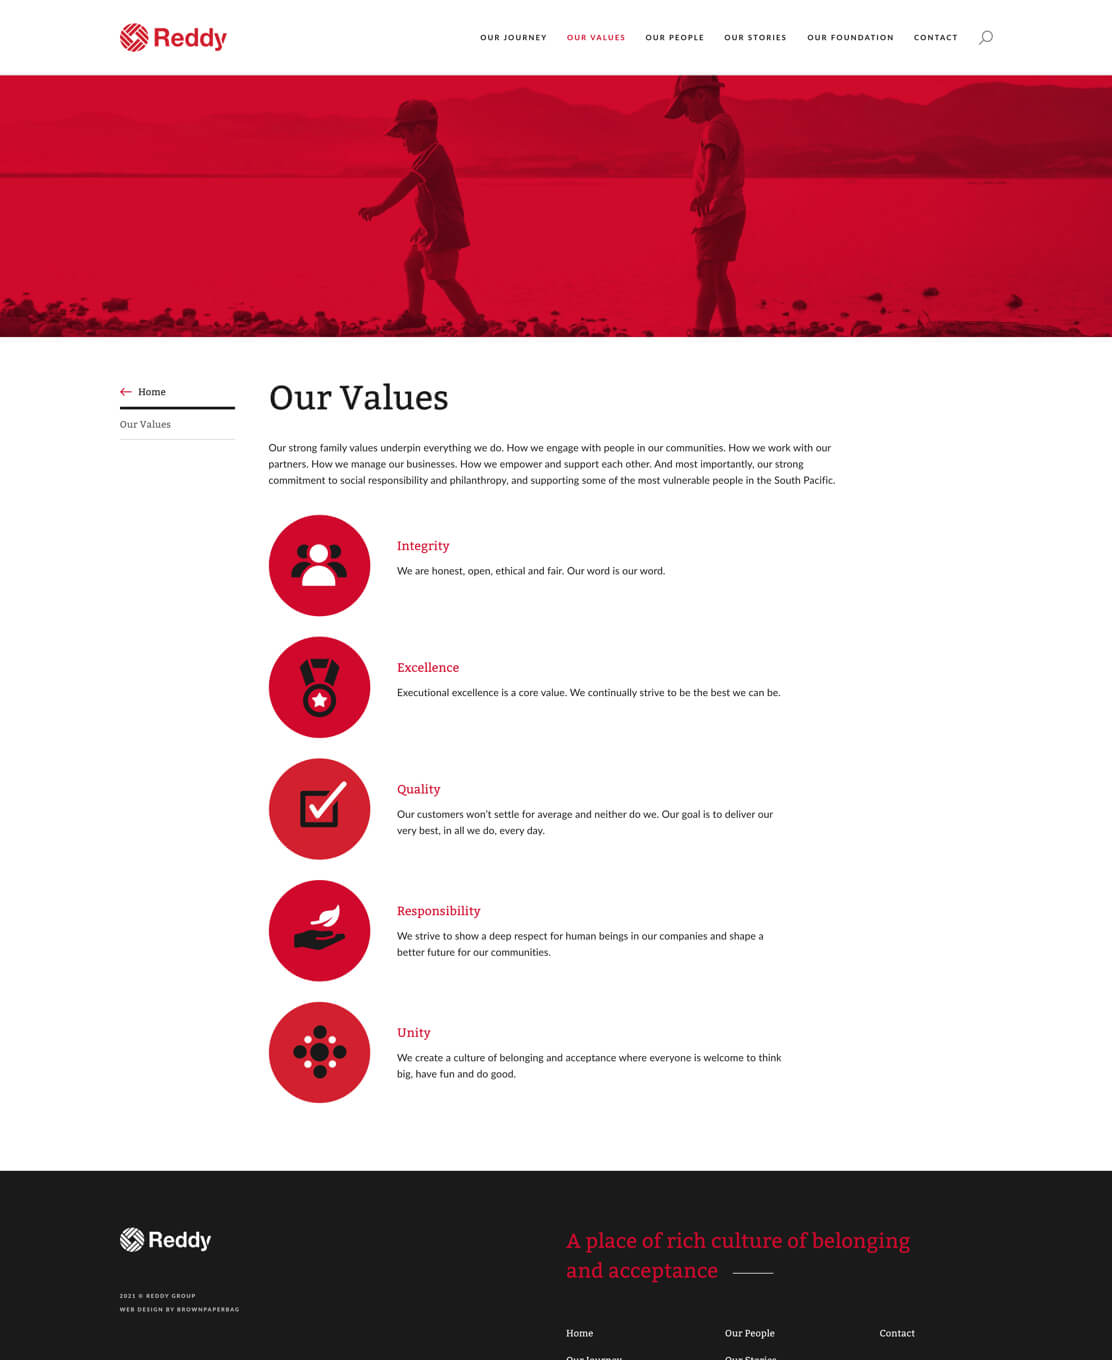 Reddy
OUR JOURNEY OUR VALUES OUR PEOPLE OUR STORIES OUR FOUNDATION CONTACT
Home
Our Values
Our Values
Our strong family values underpin everything we do. How we engage with people in our communities. How we work with our
partners. How we manage our businesses. How we empower and support each other. And most importantly, our strong
commitment to social responsibility and philanthropy, and supporting some of the most vulnerable people in the South Pacific.
Integrity
We are honest, open, ethical and fair. Our word is our word.
Excellence
Executional excellence is a core value. We continually strive to be the best we can be.
Quality
Our customers won't settle for average and neither do we. Our goal is to deliver our
very best, in all we do, every day.
Responsibility
We strive to show a deep respect for human beings in our companies and shape a
better future for our communities.
Unity
We create a culture of belonging and acceptance where everyone is welcome to think
big, have fun and do good.
Reddy
2021 © REDDY GROUP
WEB DESIGN BY BROWNPAPERBAG
A place of rich culture of belonging
and acceptance
Home Our People Contact
Our Journey Our Stories